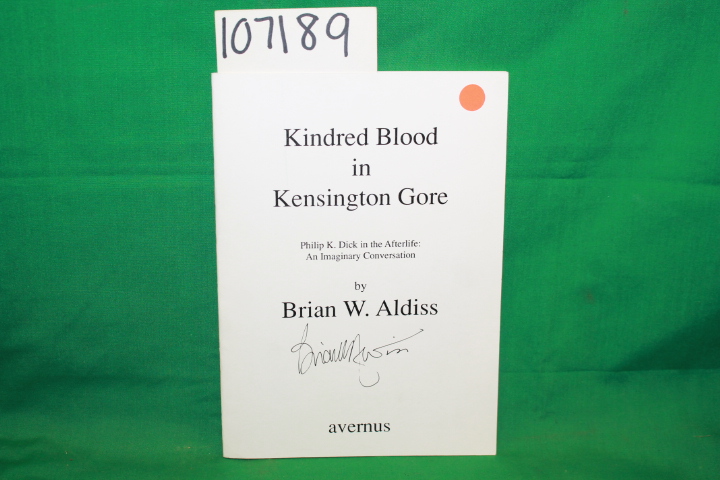 107189
Kindred Blood
in
Kensington Gore
Philip K. Dick in the Afterlife:
An Imaginary Conversation
by
Brian W. Aldiss
avernus